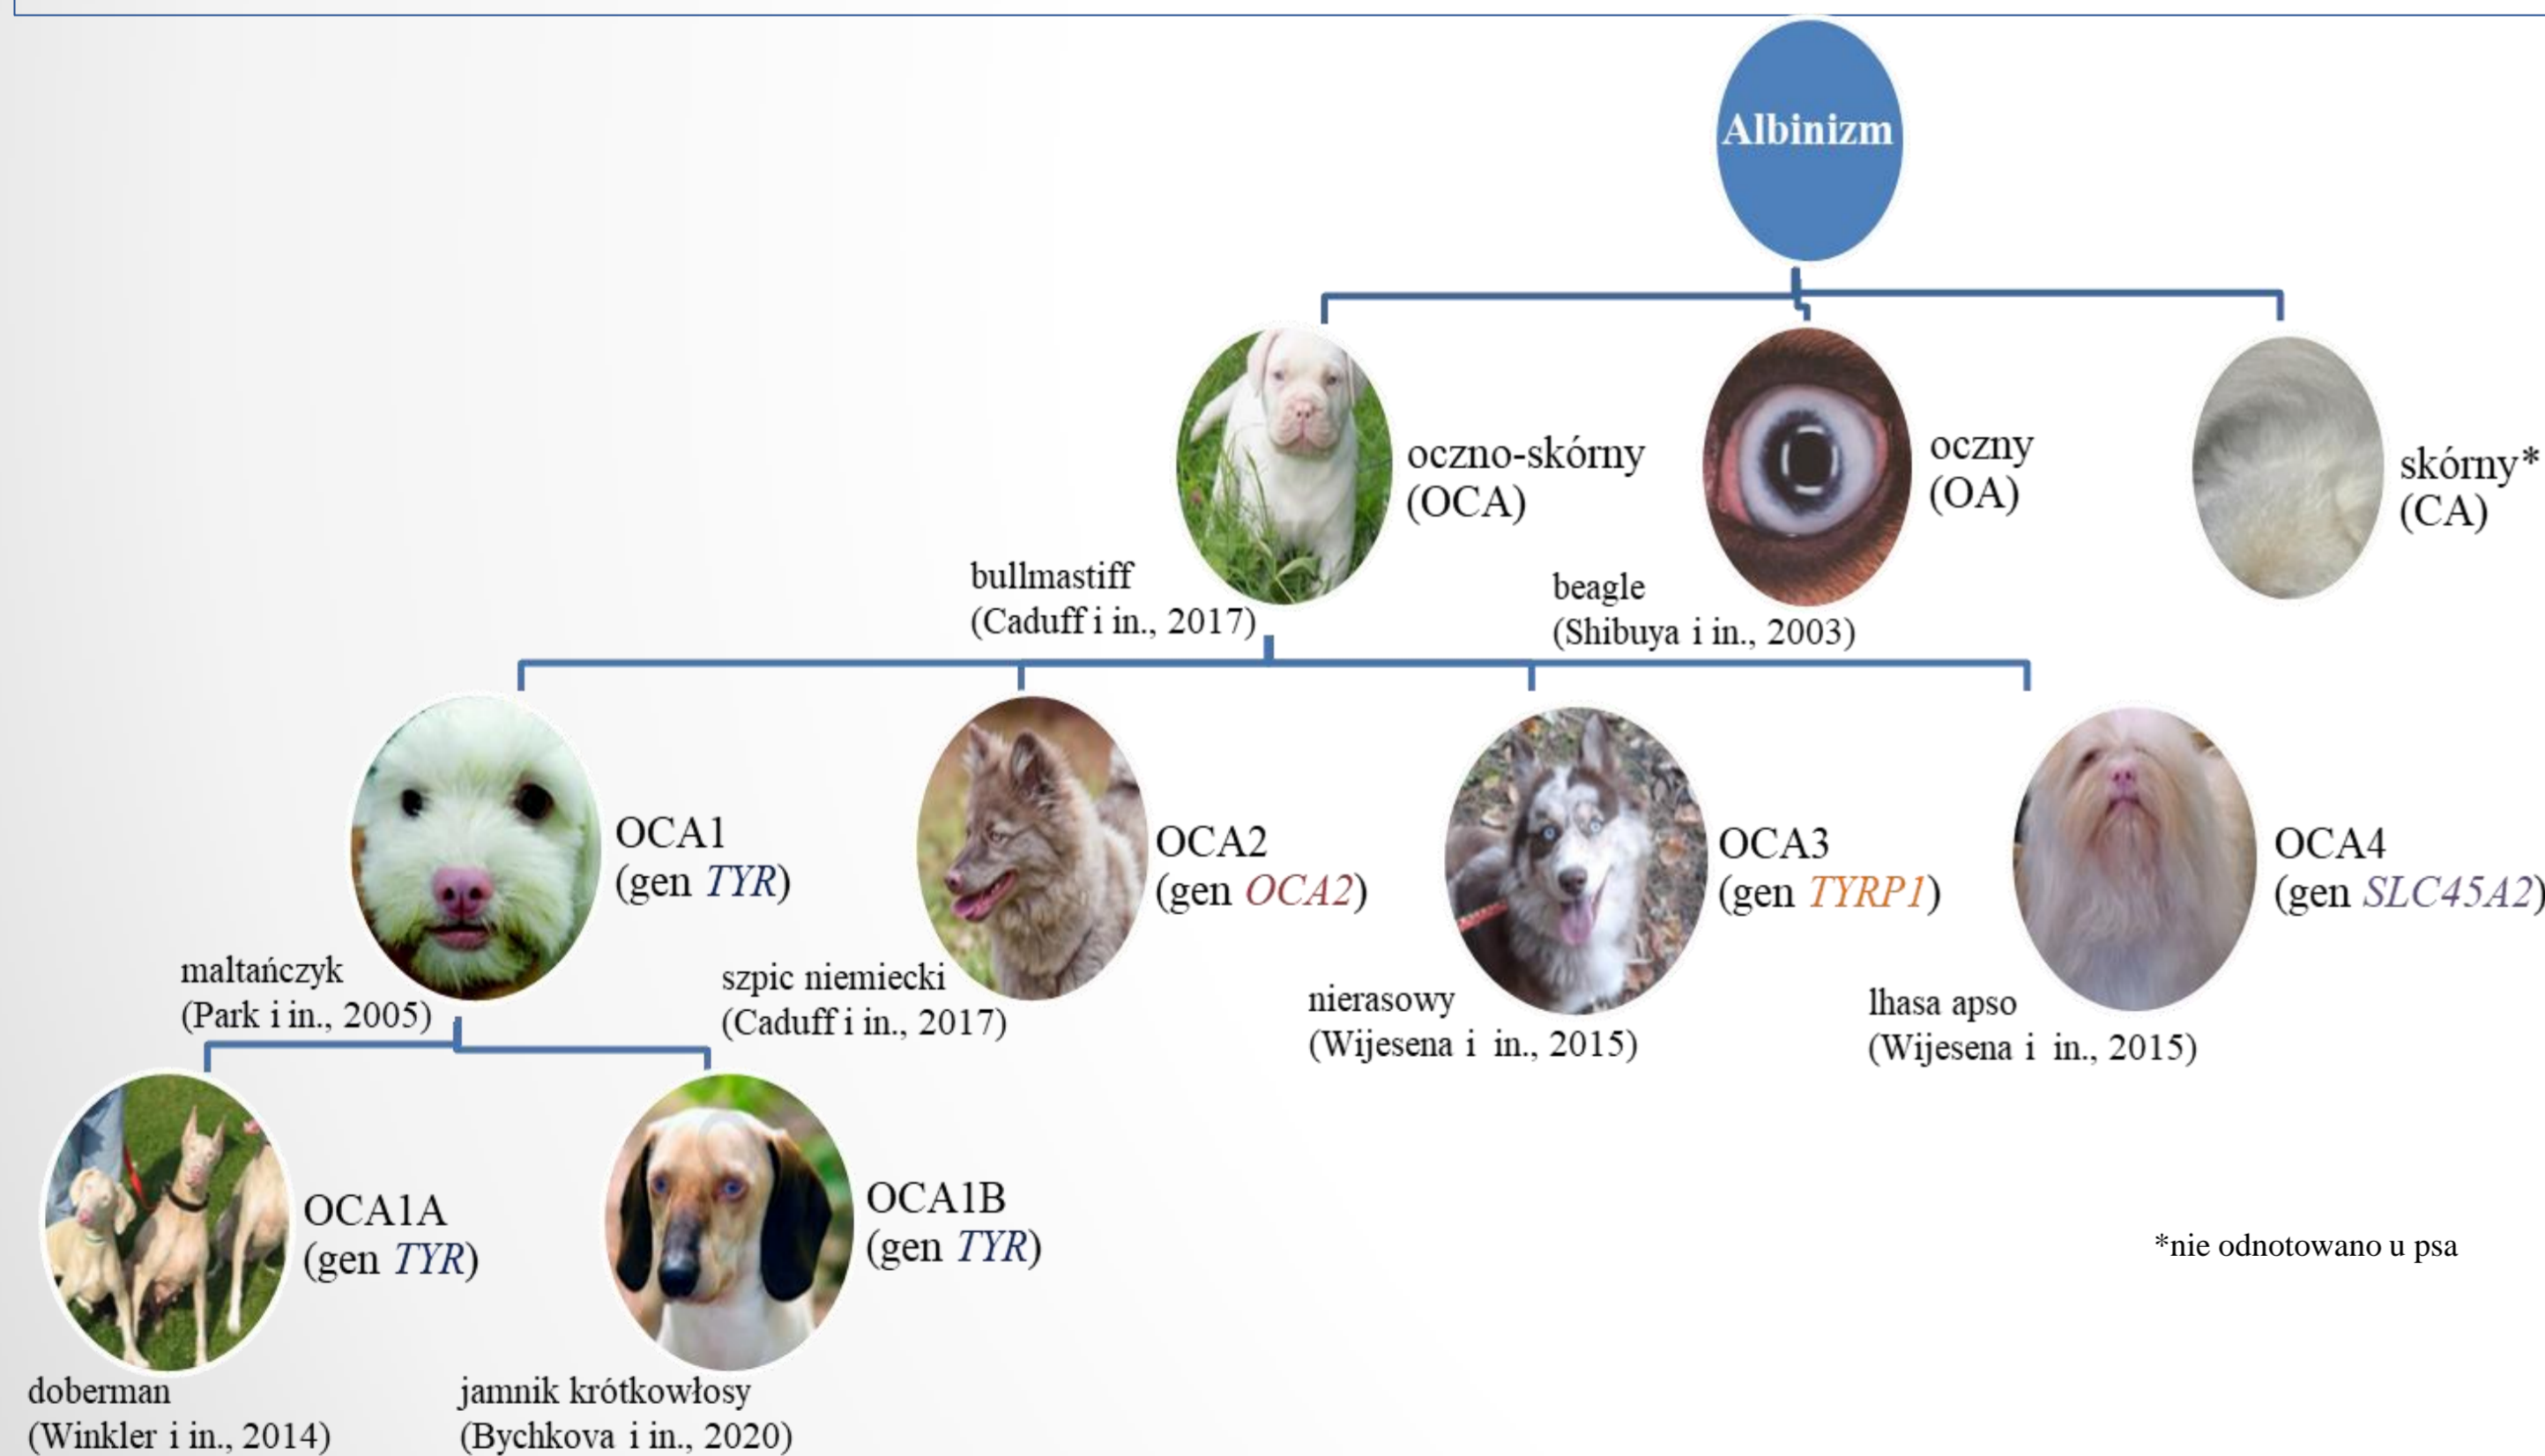 Albinizm
oczno-skórny
(OCA)
oczny
(OA)
skórny*
(CA)
bullmastiff
(Caduff i in., 2017)
beagle
(Shibuya i in., 2003)
OCA1
(gen TYR)
OCA2
(gen OCA2)
OCA3
(gen TYRP1)
OCA4
(gen SLC45A2)
maltańczyk
(Park i in., 2005)
szpic niemiecki
(Caduff i in., 2017)
nierasowy
(Wijesena i in., 2015)
lhasa apso
(Wijesena i in., 2015)
OCA1A
(gen TYR)
OCA1B
(gen TYR)
*nie odnotowano u psa
doberman
(Winkler i in., 2014)
jamnik krótkowłosy
(Bychkova i in., 2020)